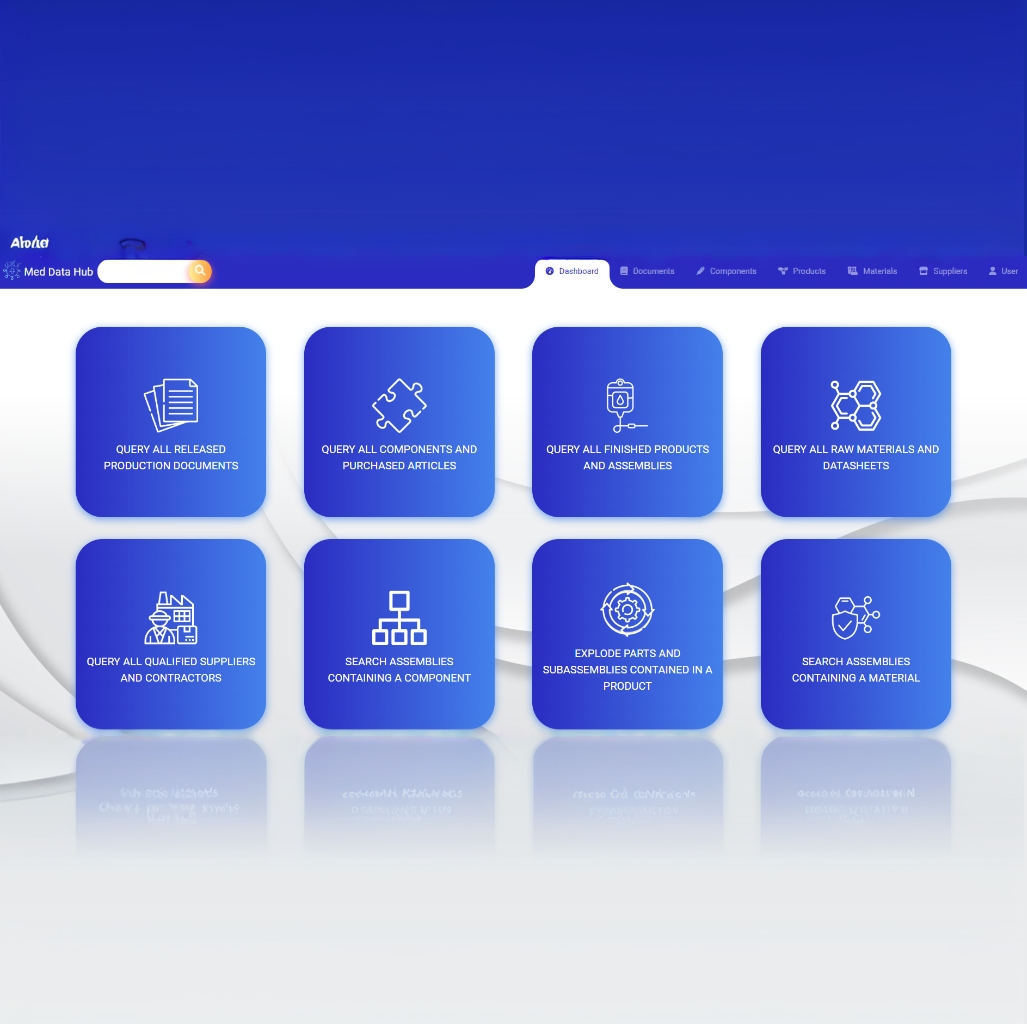 Med Data Hub
Dashboard
Documents
Components
Products
Materials
Suppliers
User
QUERY ALL RELEASED
PRODUCTION DOCUMENTS
QUERY ALL COMPONENTS AND
PURCHASED ARTICLES
QUERY ALL FINISHED PRODUCTS
AND ASSEMBLIES
QUERY ALL RAW MATERIALS AND
DATASHEETS
QUERY ALL QUALIFIED SUPPLIERS
AND CONTRACTORS
SEARCH ASSEMBLIES
CONTAINING A COMPONENT
EXPLODE PARTS AND
SUBASSEMBLIES CONTAINED IN A
PRODUCT
SEARCH ASSEMBLIES
CONTAINING A MATERIAL